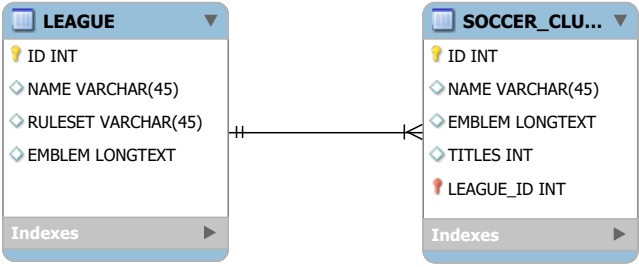 LEAGUE
ID INT
NAME VARCHAR(45)
RULESET VARCHAR(45)
EMBLEM LONGTEXT
Indexes
SOCCER_CLU...
ID INT
NAME VARCHAR(45)
EMBLEM LONGTEXT
TITLES INT
LEAGUE_ID INT
Indexes